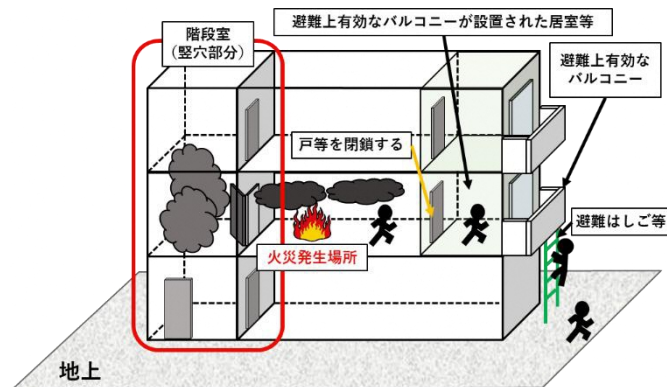 避難上有効なバルコニーが設置された居室等
階段室
（竪穴部分）
避難上有効な
バルコニー
戸等を閉鎖する
避難はしご等
火災発生場所
地上